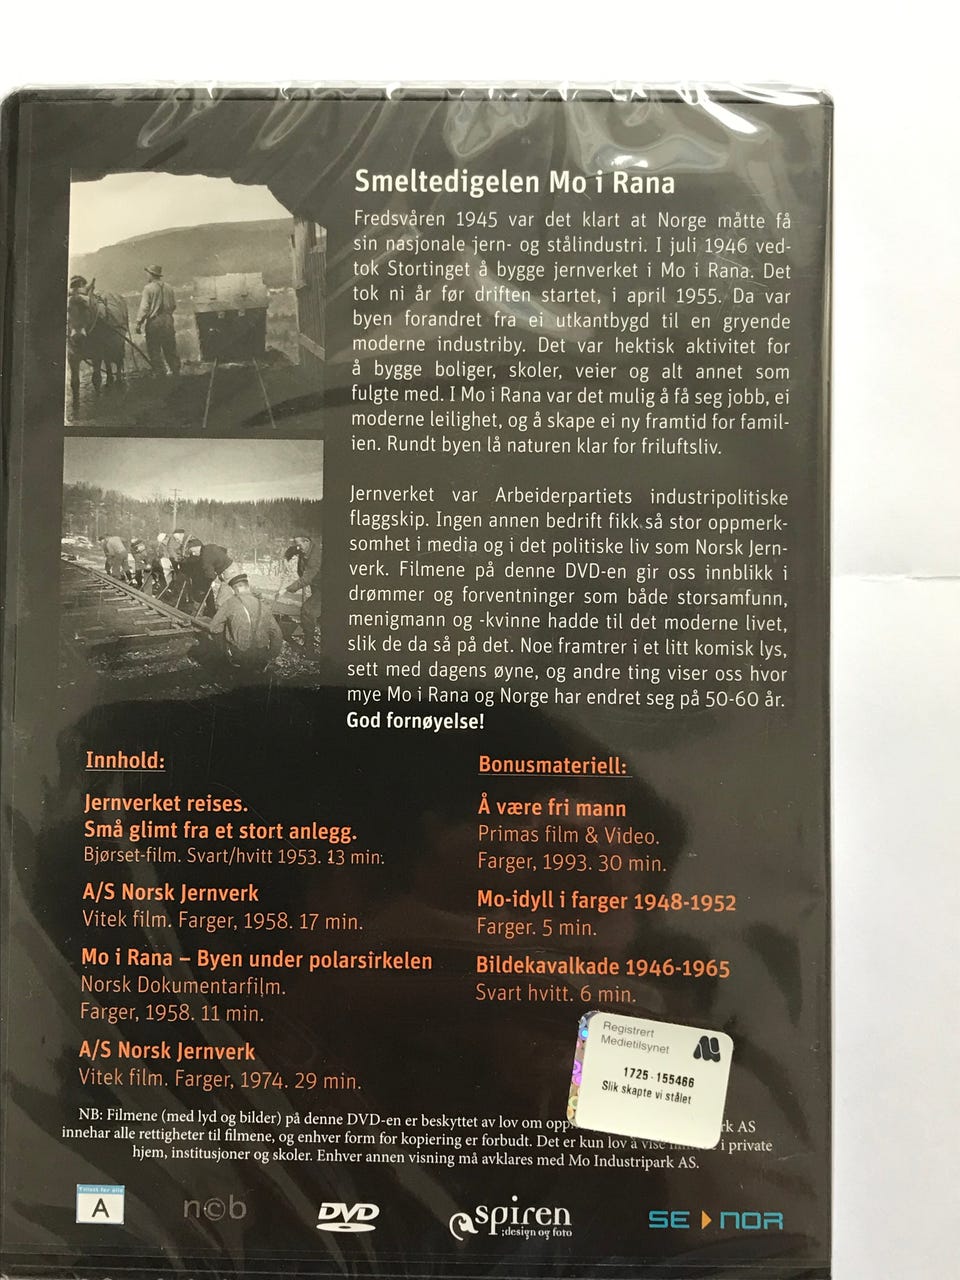 Smeltedigelen Mo i Rana
Fredsvåren 1945 var det klart at Norge måtte få
sin nasjonale jern- og stålindustri. I juli 1946 ved-
tok Stortinget å bygge jernverket i Mo i Rana. Det
tok ni år før driften startet, i april 1955. Da var
byen forandret fra ei utkantbygd til en gryende
moderne industriby. Det var hektisk aktivitet for
å bygge boliger, skoler, veier og alt annet som
fulgte med. I Mo i Rana var det mulig å få seg jobb, ei
moderne leilighet, og å skape ei ny framtid for famil-
ien. Rundt byen lå naturen klar for friluftsliv.
Jernverket var Arbeiderpartiets industripolitiske
flaggskip. Ingen annen bedrift fikk så stor oppmerk-
somhet i media og i det politiske liv som Norsk Jern-
verk. Filmene på denne DVD-en gir oss innblikk i
drømmer og forventninger som både storsamfunn,
menigmann og -kvinne hadde til det moderne livet,
slik de da så på det. Noe framtrer i et litt komisk lys,
sett med dagens øyne, og andre ting viser oss hvor
mye Mo i Rana og Norge har endret seg på 50-60 år.
God fornøyelse!
Innhold:
Jernverket reises.
Små glimt fra et stort anlegg.
Bjørset-film. Svart/hvitt 1953. 13 min.
A/S Norsk Jernverk
Vitek film. Farger, 1958. 17 min.
Mo i Rana – Byen under polarsirkelen
Norsk Dokumentarfilm.
Farger, 1958. 11 min.
A/S Norsk Jernverk
Vitek film. Farger, 1974. 29 min.
Bonusmateriell:
Å være fri mann
Primas film & Video.
Farger, 1993. 30 min.
Mo-idyll i farger 1948-1952
Farger. 5 min.
Bildekavalkade 1946-1965
Svart hvitt. 6 min.
Registrert
Medietilsynet
1725-155466
Slik skapte vi stålet
NB: Filmene (med lyd og bilder) på denne DVD-en er beskyttet av lov om opp rk AS
innehar alle rettigheter til filmene, og enhver form for kopiering er forbudt. Det er kun lov å vise i private
hjem, institusjoner og skoler. Enhver annen visning må avklares med Mo Industripark AS.
Tillatt for alle
A
n©b
DVD
@spiren
;design og foto
SE NOR